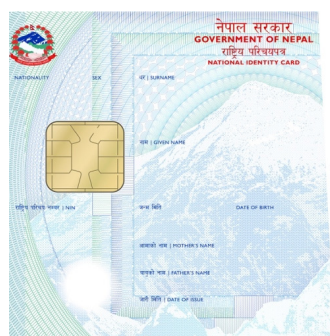 नेपाल सरकार
GOVERNMENT OF NEPAL
राष्ट्रिय परिचयपत्र
NATIONAL IDENTITY CARD
NATIONALITY SEX थर | SURNAME
नाम | GIVEN NAME
राष्ट्रिय परिचय नम्बर | NIN जन्म मिति DATE OF BIRTH
आमाको नाम | MOTHER'S NAME
बाबुको नाम | FATHER'S NAME
जारी मिति | DATE OF ISSUE